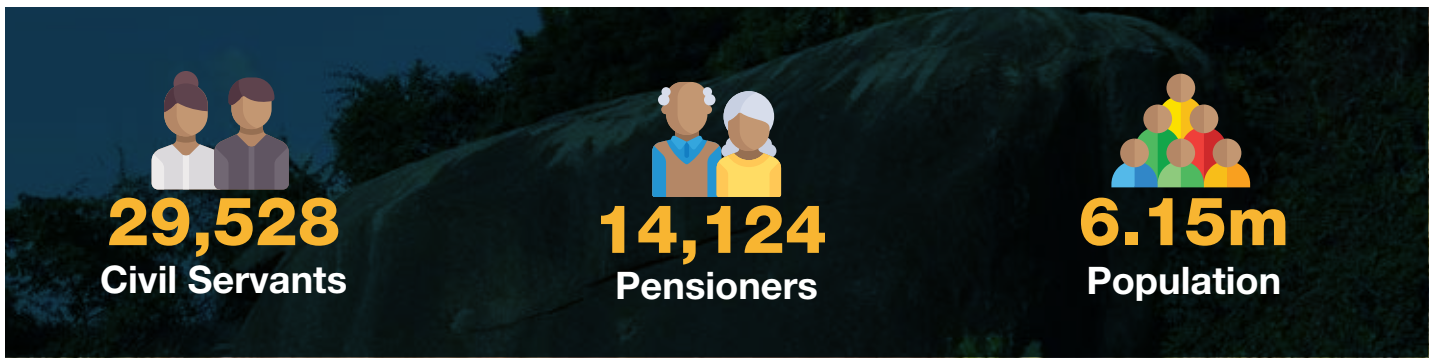 29,528
Civil Servants
14,124
Pensioners
6.15m
Population